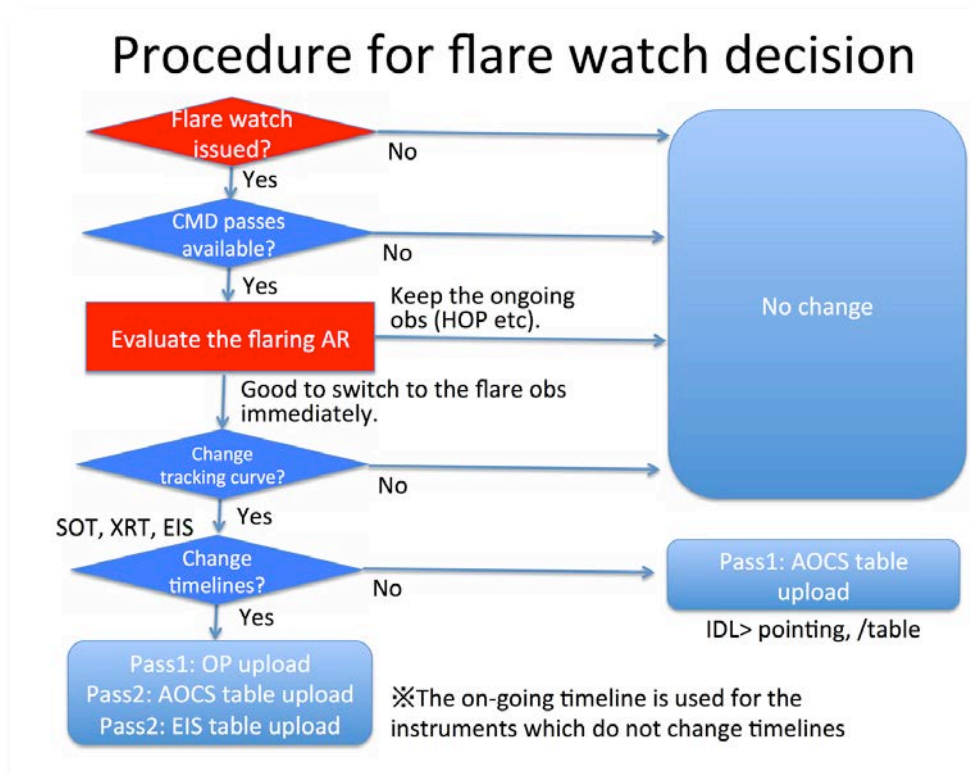 Procedure for flare watch decision
Flare watch
issued?
No
Yes
CMD passes
available?
No
Yes
Keep the ongoing
obs (HOP etc).
No change
Evaluate the flaring AR
Good to switch to the flare obs
immediately.
Change
tracking curve?
No
Yes
SOT, XRT, EIS
Change
timelines?
No
Yes
Pass1: AOCS table
upload
IDL> pointing, /table
Pass1: OP upload
Pass2: AOCS table upload
Pass2: EIS table upload
※The on-going timeline is used for the
instruments which do not change timelines